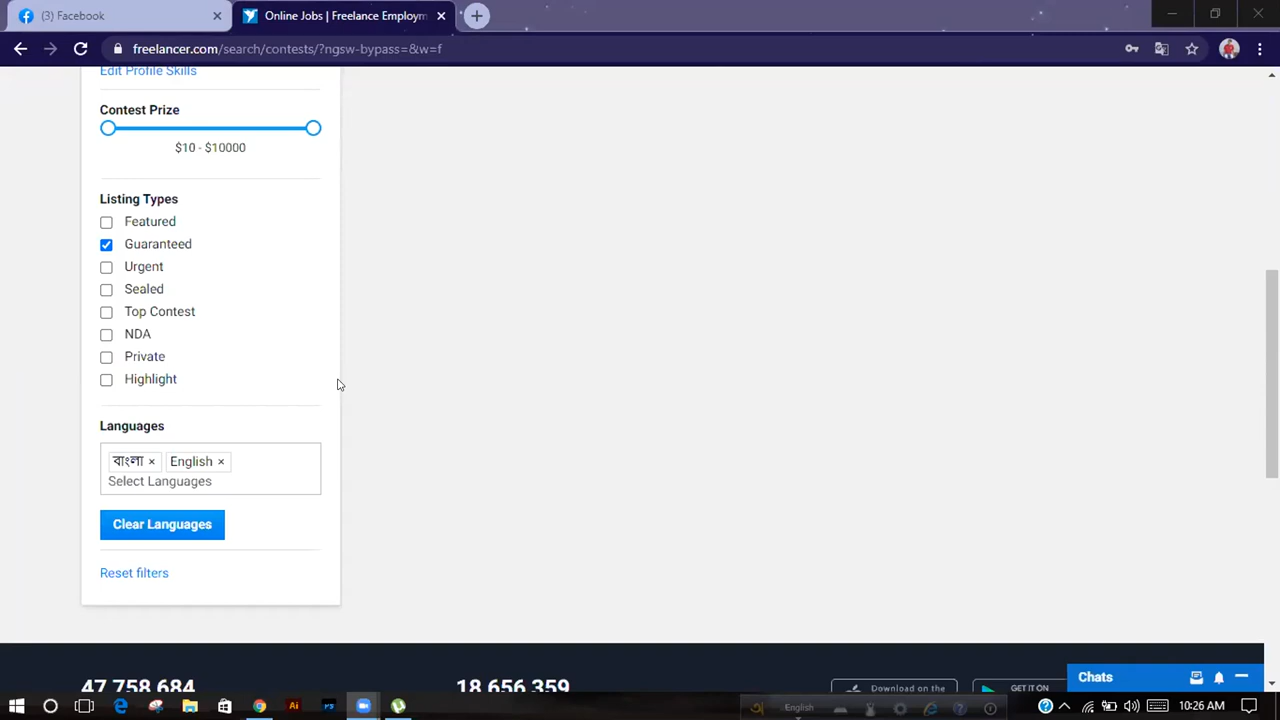 (3) Facebook
Online Jobs | Freelance Employm
freelancer.com/search/contests/?ngsw-bypass=&w=f
Edit Profile Skills
Contest Prize
$10 - $10000
Listing Types
Featured
Guaranteed
Urgent
Sealed
Top Contest
NDA
Private
Highlight
Languages
বাংলা × English ×
Select Languages
Clear Languages
Reset filters
47 758 684
18 656 359
Download on the
GET IT ON
Chats
Ai
Ps
English
10:26 AM